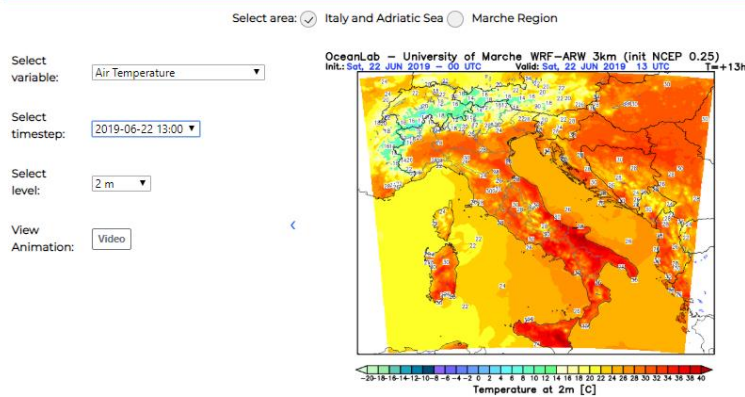 Select area: Italy and Adriatic Sea Marche Region
Select variable: Air Temperature
Select timestep: 2019-06-22 13:00
Select level: 2 m
View Animation: Video
OceanLab – University of Marche WRF-ARW 3km (init NCEP 0.25)
Init.: Sat, 22 JUN 2019 – 00 UTC Valid: Sat, 22 JUN 2019 13 UTC T=+13h
-20-18-16-14-12-10-8 -6 -4 -2 0 2 4 6 8 10 12 14 16 18 20 22 24 26 28 30 32 34 36 38 40
Temperature at 2m [C]